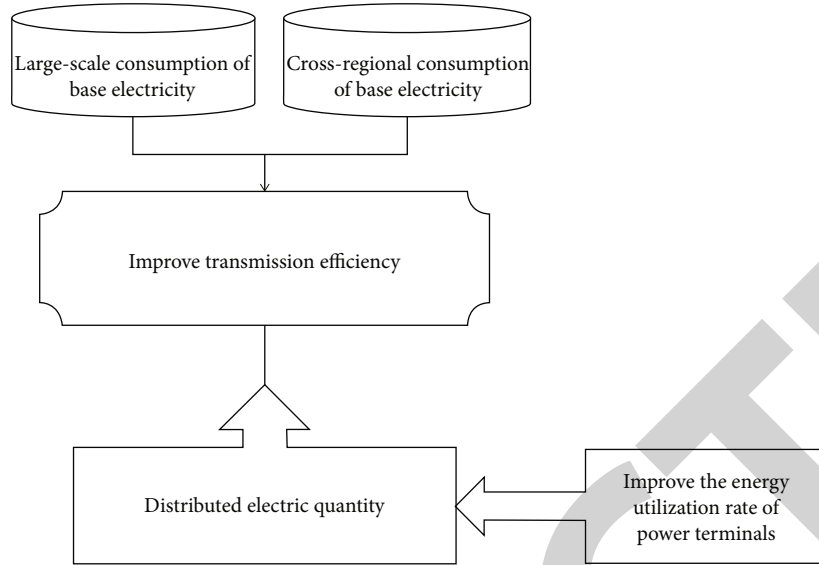 Large-scale consumption of
base electricity
Cross-regional consumption
of base electricity
Improve transmission efficiency
Distributed electric quantity
Improve the energy
utilization rate of
power terminals